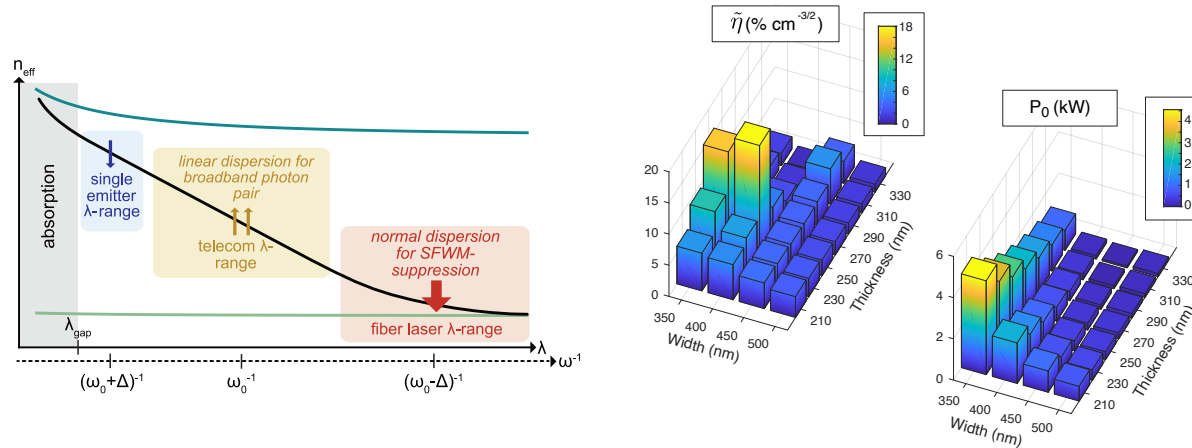 n_eff
absorption
single
emitter
λ-range
linear dispersion for
broadband photon
pair
telecom λ-
range
normal dispersion
for SFWM-
suppression
fiber laser λ-range
λ_gap
λ
ω^-1
(ω_0+Δ)^-1
ω_0^-1
(ω_0-Δ)^-1
η̃ (% cm^-3/2)
18
12
6
0
20
15
10
5
0
350
400
450
500
Width (nm)
210
230
250
270
290
310
330
Thickness (nm)
P_0 (kW)
4
3
2
1
0
6
4
2
0
350
400
450
500
Width (nm)
210
230
250
270
290
310
330
Thickness (nm)